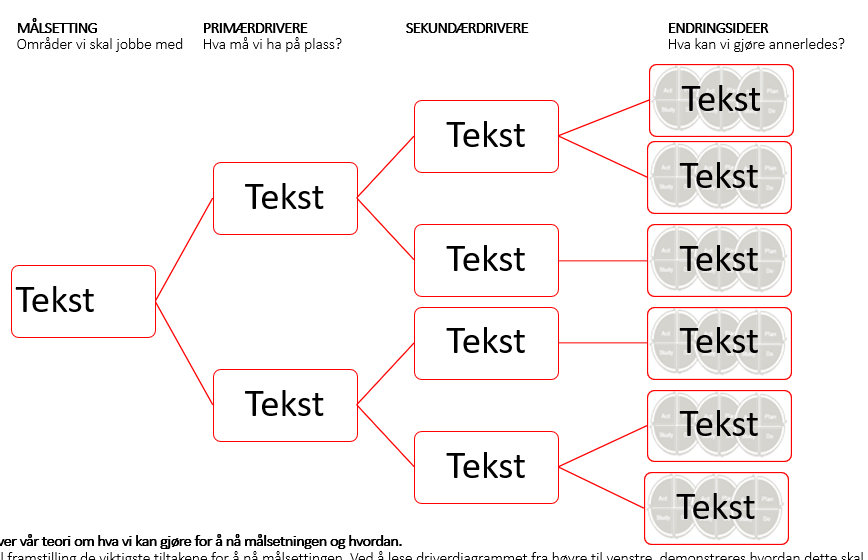 MÅLSETTING
Områder vi skal jobbe med
PRIMÆRDRIVERE
Hva må vi ha på plass?
SEKUNDÆRDRIVERE
ENDRINGSIDEER
Hva kan vi gjøre annerledes?
Tekst
Tekst
Tekst
Tekst
Tekst
Tekst
Tekst
Tekst
Tekst
Tekst
Tekst
Tekst
Tekst
ver vår teori om hva vi kan gjøre for å nå målsetningen og hvordan.
l framstilling de viktigste tiltakene for å nå målsettingen. Ved å lese driverdiagrammet fra høyre til venstre, demonstreres hvordan dette skal